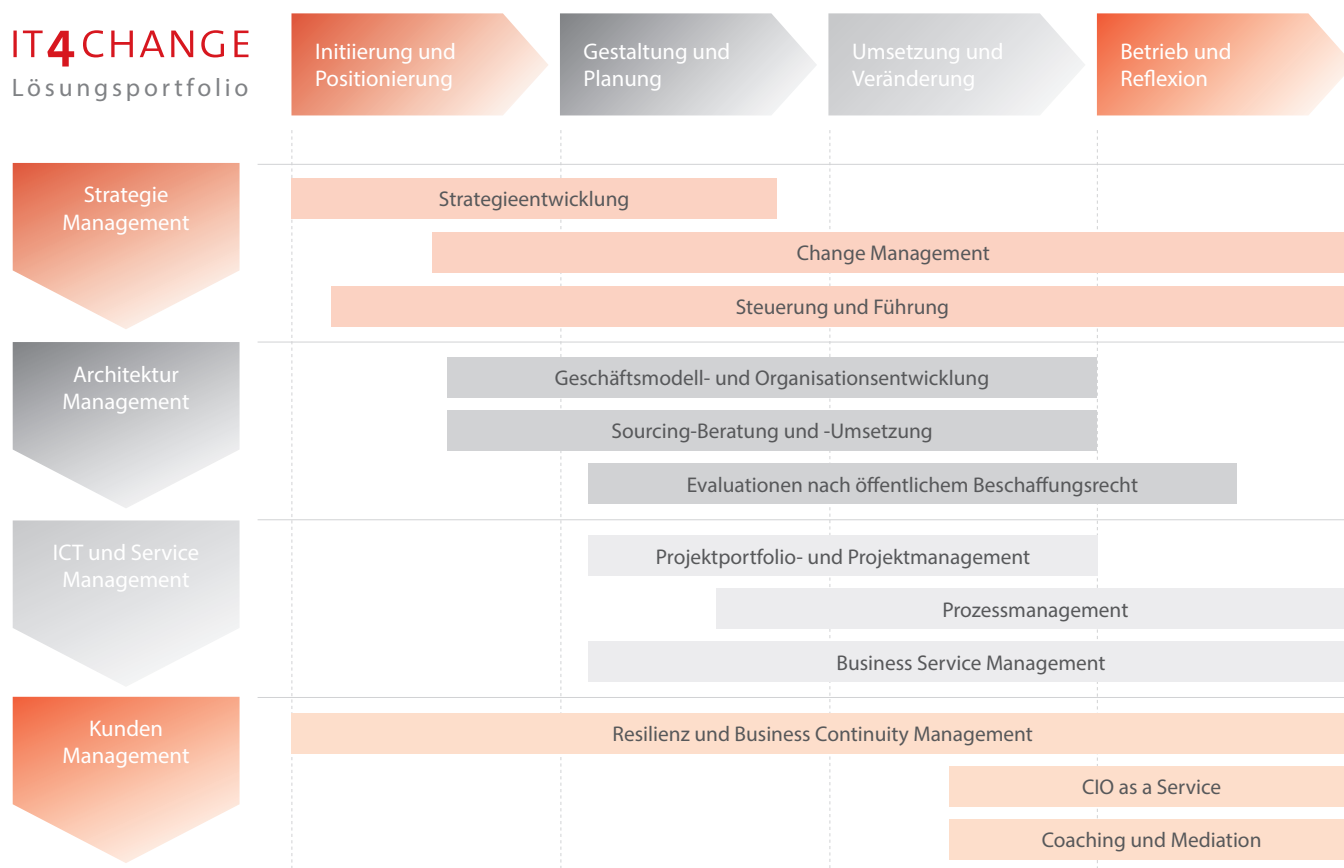 IT4CHANGE
Lösungsportfolio
Initiierung und
Positionierung
Gestaltung und
Planung
Umsetzung und
Veränderung
Betrieb und
Reflexion
Strategie
Management
Strategieentwicklung
Change Management
Steuerung und Führung
Architektur
Management
Geschäftsmodell- und Organisationsentwicklung
Sourcing-Beratung und -Umsetzung
Evaluationen nach öffentlichem Beschaffungsrecht
ICT und Service
Management
Projektportfolio- und Projektmanagement
Prozessmanagement
Business Service Management
Kunden
Management
Resilienz und Business Continuity Management
CIO as a Service
Coaching und Mediation